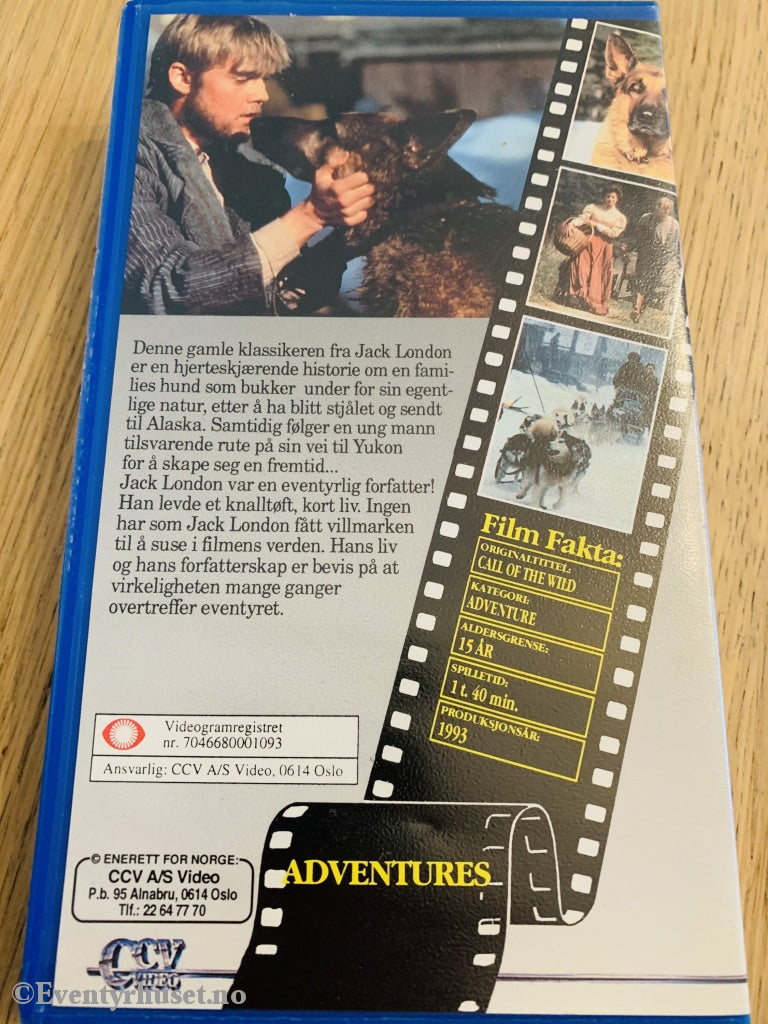 Denne gamle klassikeren fra Jack London
er en hjerteskjærende historie om en fami-
lies hund som bukker under for sin egent-
lige natur, etter å ha blitt stjålet og sendt
til Alaska. Samtidig følger en ung mann
tilsvarende rute på sin vei til Yukon
for å skape seg en fremtid...
Jack London var en eventyrlig forfatter!
Han levde et knalltøft, kort liv. Ingen
har som Jack London fått villmarken
til å suse i filmens verden. Hans liv
og hans forfatterskap er bevis på at
virkeligheten mange ganger
overtreffer eventyret.
Film Fakta:
ORIGINALTITTEL:
CALL OF THE WILD
KATEGORI:
ADVENTURE
ALDERSGRENSE:
15 ÅR
SPILLETID:
1 t. 40 min.
PRODUKSJONSÅR:
1993
Videogramregistret
nr. 7046680001093
Ansvarlig: CCV A/S Video, 0614 Oslo
© ENERETT FOR NORGE:
CCV A/S Video
P.b. 95 Alnabru, 0614 Oslo
Tlf.: 22 64 77 70
ADVENTURES
CCV
VIDEO
©Eventyrhuset.no